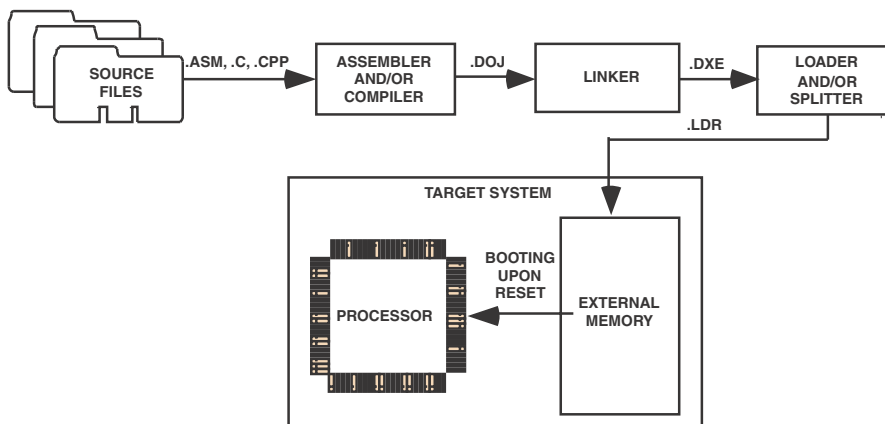 SOURCE
FILES
.ASM, .C, .CPP
ASSEMBLER
AND/OR
COMPILER
.DOJ
LINKER
.DXE
LOADER
AND/OR
SPLITTER
.LDR
TARGET SYSTEM
PROCESSOR
BOOTING
UPON
RESET
EXTERNAL
MEMORY